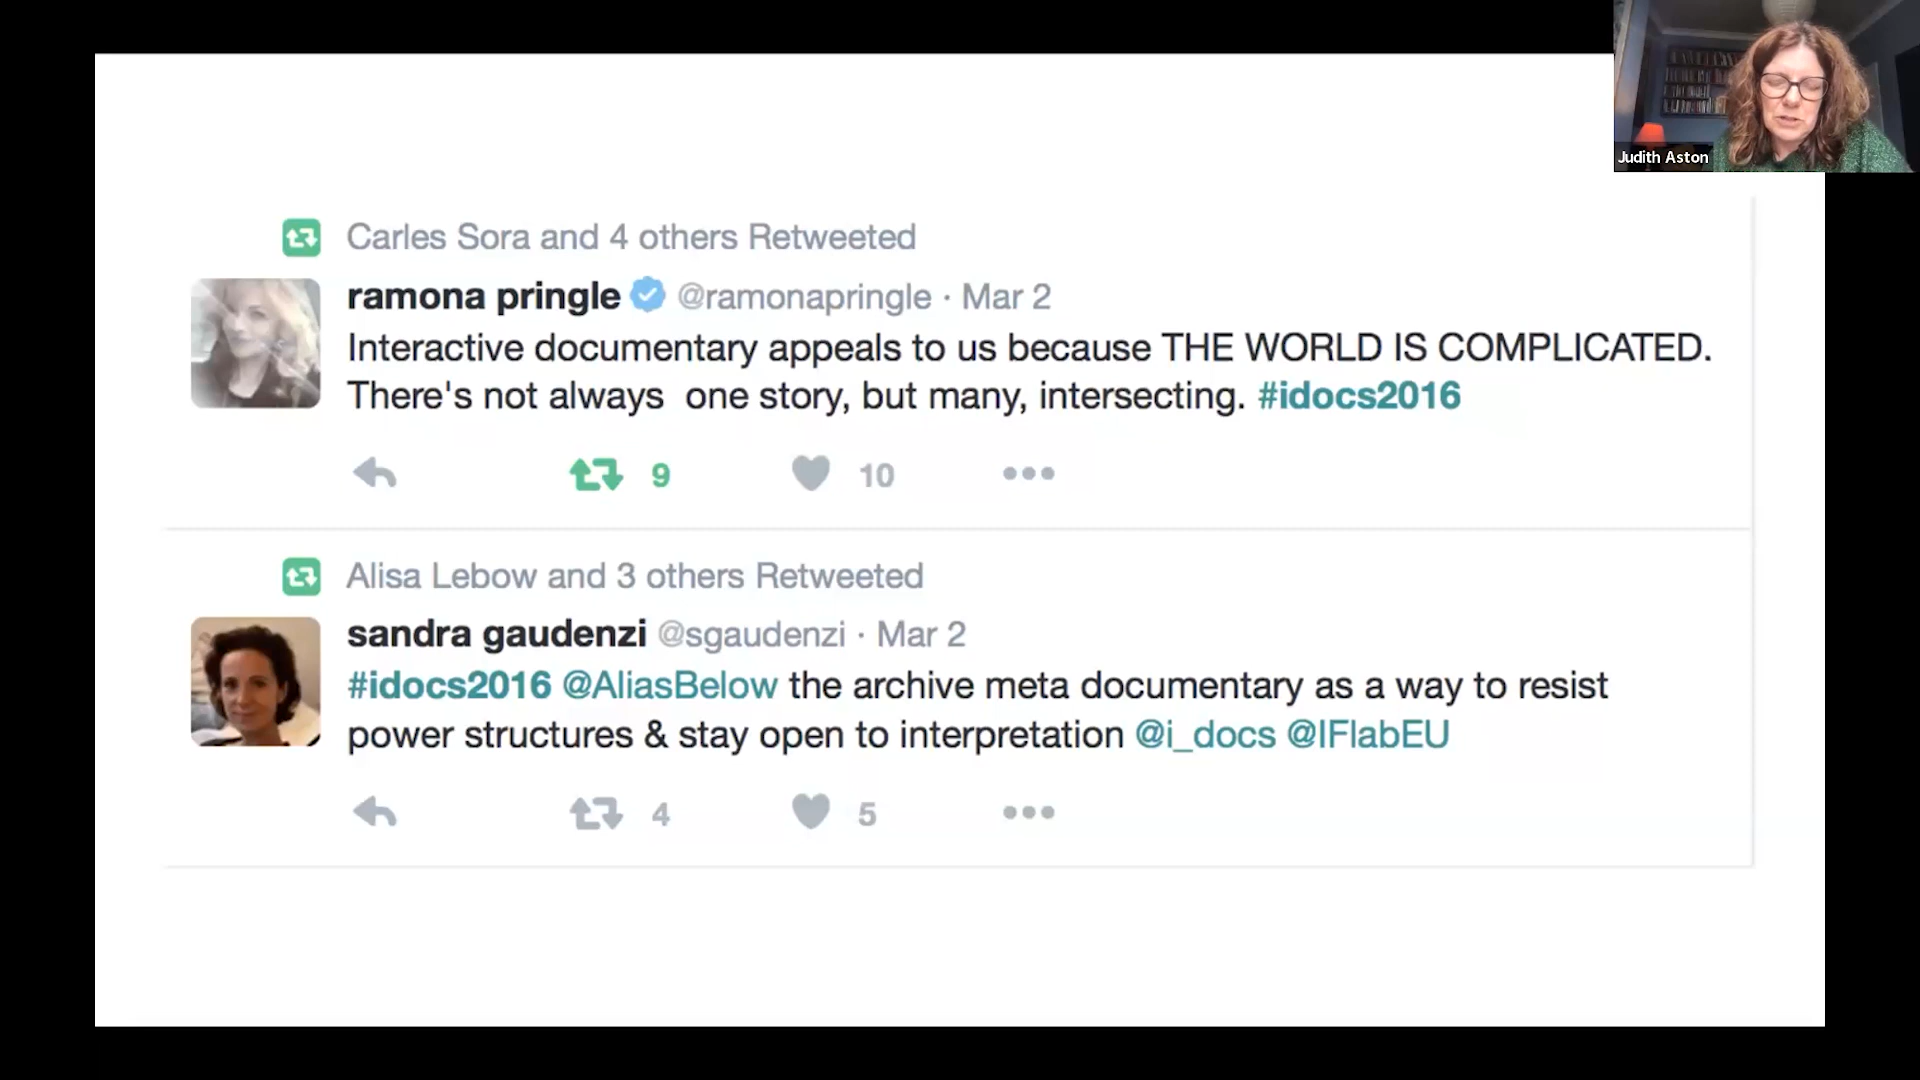 Judith Aston
Carles Sora and 4 others Retweeted
ramona pringle @ramonapringle · Mar 2
Interactive documentary appeals to us because THE WORLD IS COMPLICATED.
There's not always one story, but many, intersecting. #idocs2016
9 10
Alisa Lebow and 3 others Retweeted
sandra gaudenzi @sgaudenzi · Mar 2
#idocs2016 @AliasBelow the archive meta documentary as a way to resist
power structures & stay open to interpretation @i_docs @IFlabEU
4 5